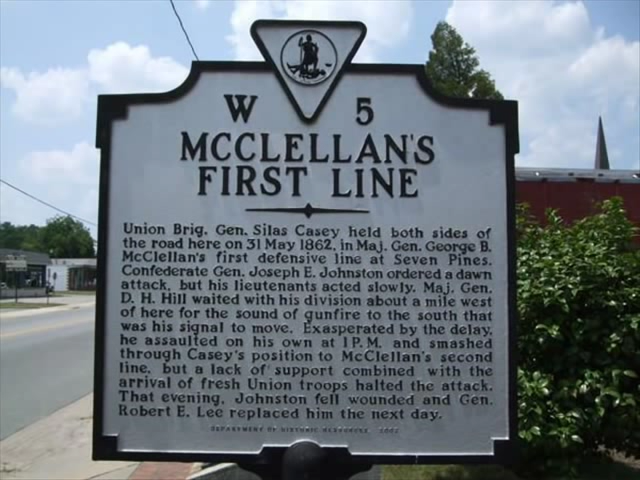 W 5
MCCLELLAN'S
FIRST LINE
Union Brig. Gen. Silas Casey held both sides of
the road here on 31 May 1862, in Maj. Gen. George B.
McClellan's first defensive line at Seven Pines.
Confederate Gen. Joseph E. Johnston ordered a dawn
attack, but his lieutenants acted slowly. Maj. Gen.
D. H. Hill waited with his division about a mile west
of here for the sound of gunfire to the south that
was his signal to move. Exasperated by the delay,
he assaulted on his own at 1 P.M. and smashed
through Casey's position to McClellan's second
line, but a lack of support combined with the
arrival of fresh Union troops halted the attack.
That evening, Johnston fell wounded and Gen.
Robert E. Lee replaced him the next day.
DEPARTMENT OF HISTORIC RESOURCES,